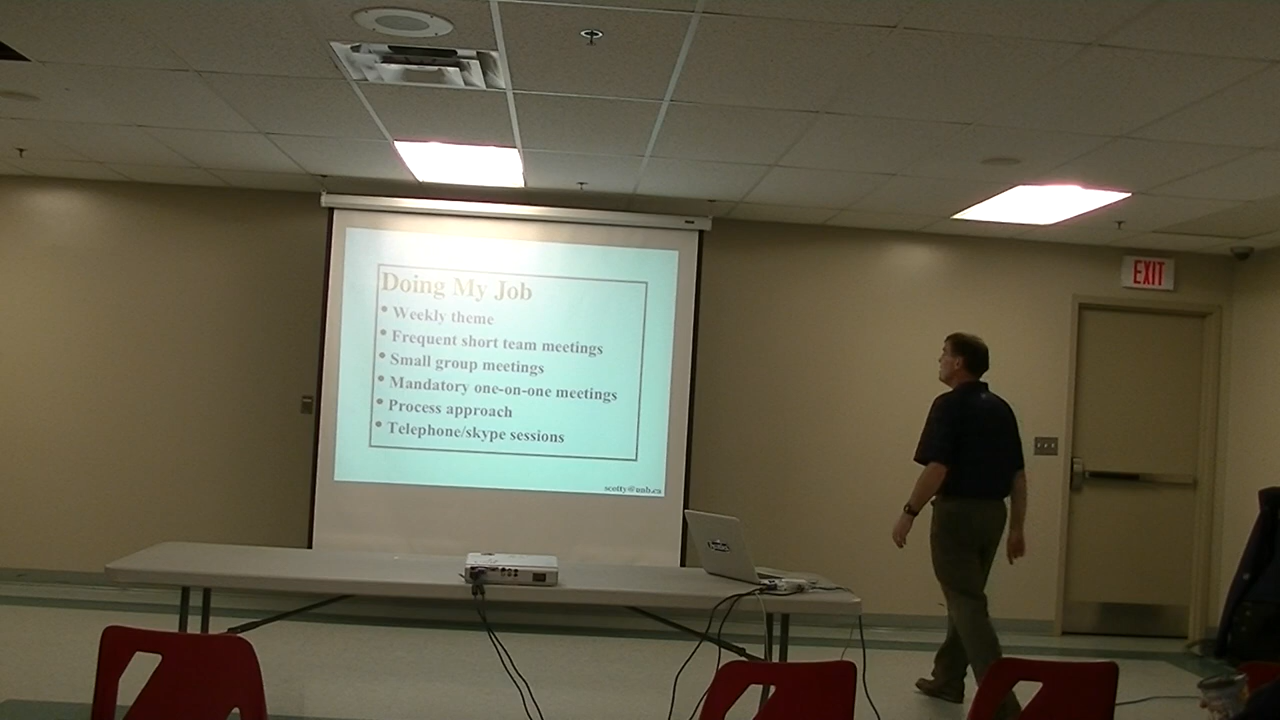 Doing My Job
• Weekly theme
• Frequent short team meetings
• Small group meetings
• Mandatory one-on-one meetings
• Process approach
• Telephone/skype sessions
scotty@unb.ca
EXIT